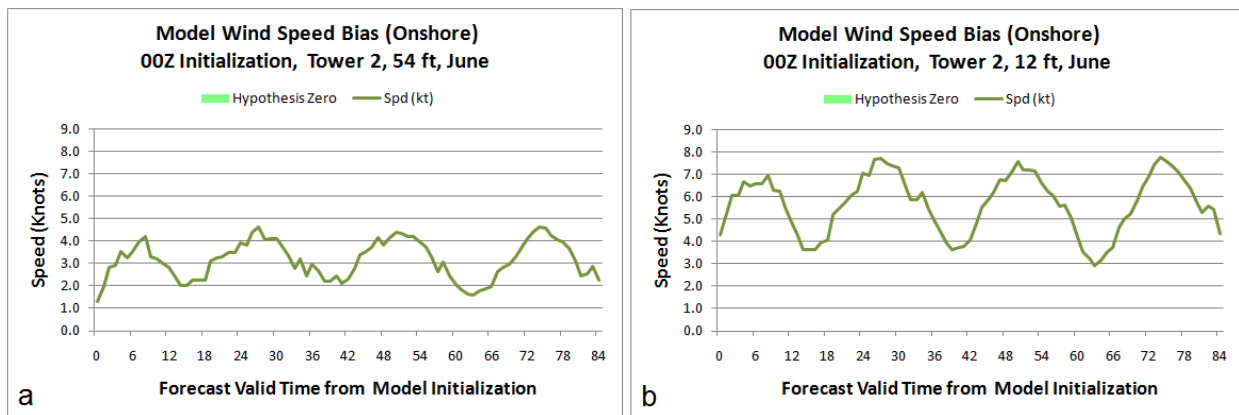 Model Wind Speed Bias (Onshore)
00Z Initialization,  Tower 2, 54 ft, June
Hypothesis Zero
Spd (kt)
9.0
8.0
7.0
6.0
5.0
4.0
3.0
2.0
1.0
0.0
Speed (Knots)
0 6 12 18 24 30 36 42 48 54 60 66 72 78 84
Forecast Valid Time from  Model Initialization
a
Model Wind Speed Bias (Onshore)
00Z Initialization,  Tower 2, 12 ft, June
Hypothesis Zero
Spd (kt)
9.0
8.0
7.0
6.0
5.0
4.0
3.0
2.0
1.0
0.0
Speed (Knots)
0 6 12 18 24 30 36 42 48 54 60 66 72 78 84
Forecast Valid Time from  Model Initialization
b